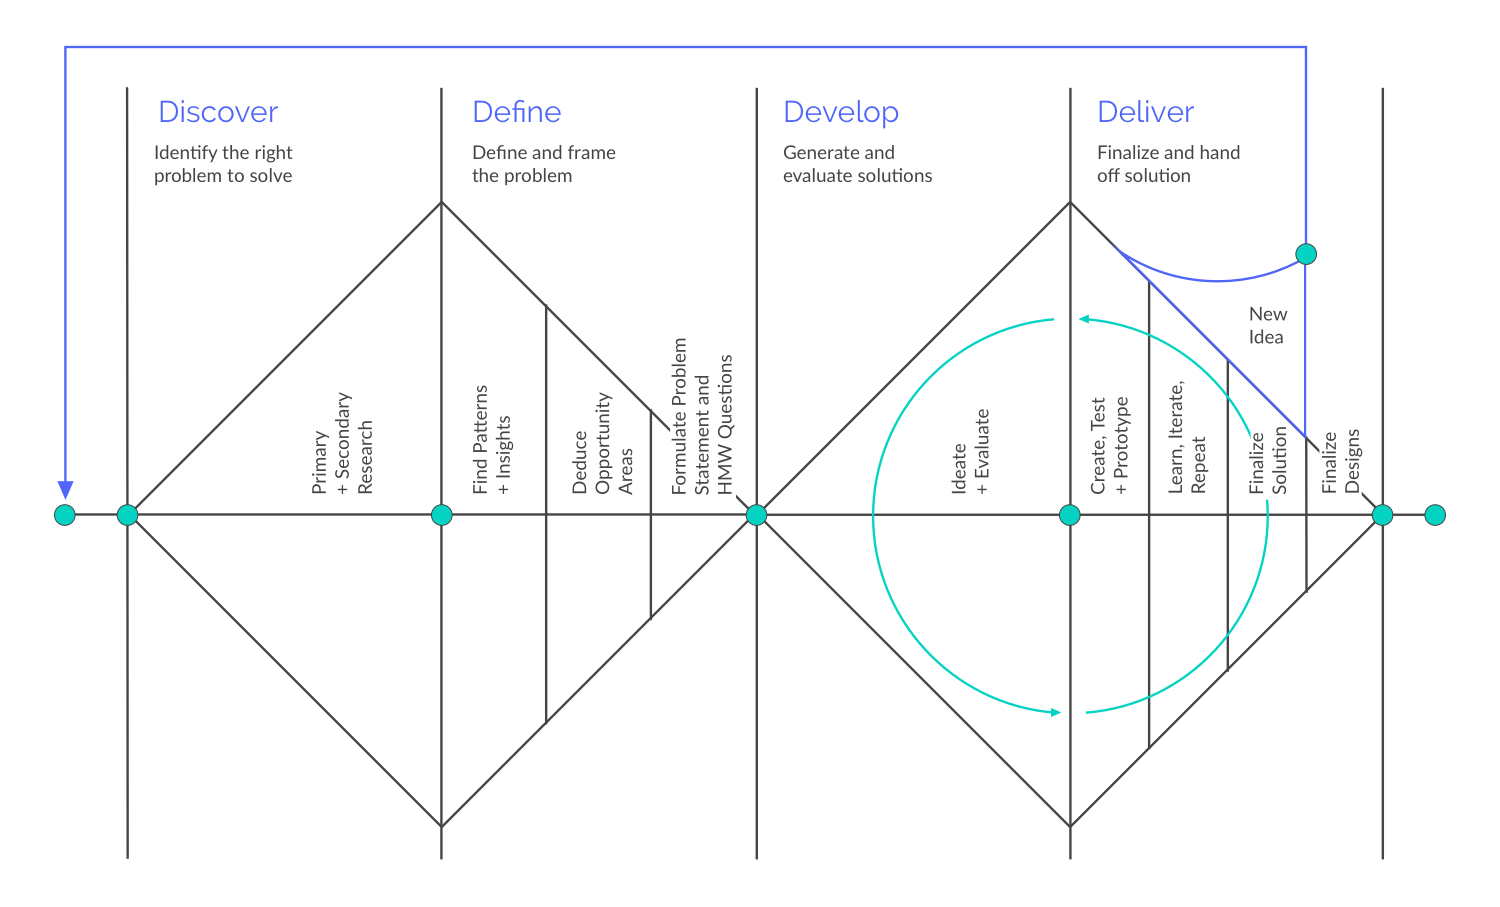 Discover
Identify the right
problem to solve
Define
Define and frame
the problem
Develop
Generate and
evaluate solutions
Deliver
Finalize and hand
off solution
New
Idea
Primary
+ Secondary
Research
Find Patterns
+ Insights
Deduce
Opportunity
Areas
Formulate Problem
Statement and
HMW Questions
Ideate
+ Evaluate
Create, Test
+ Prototype
Learn, Iterate,
Repeat
Finalize
Solution
Finalize
Designs